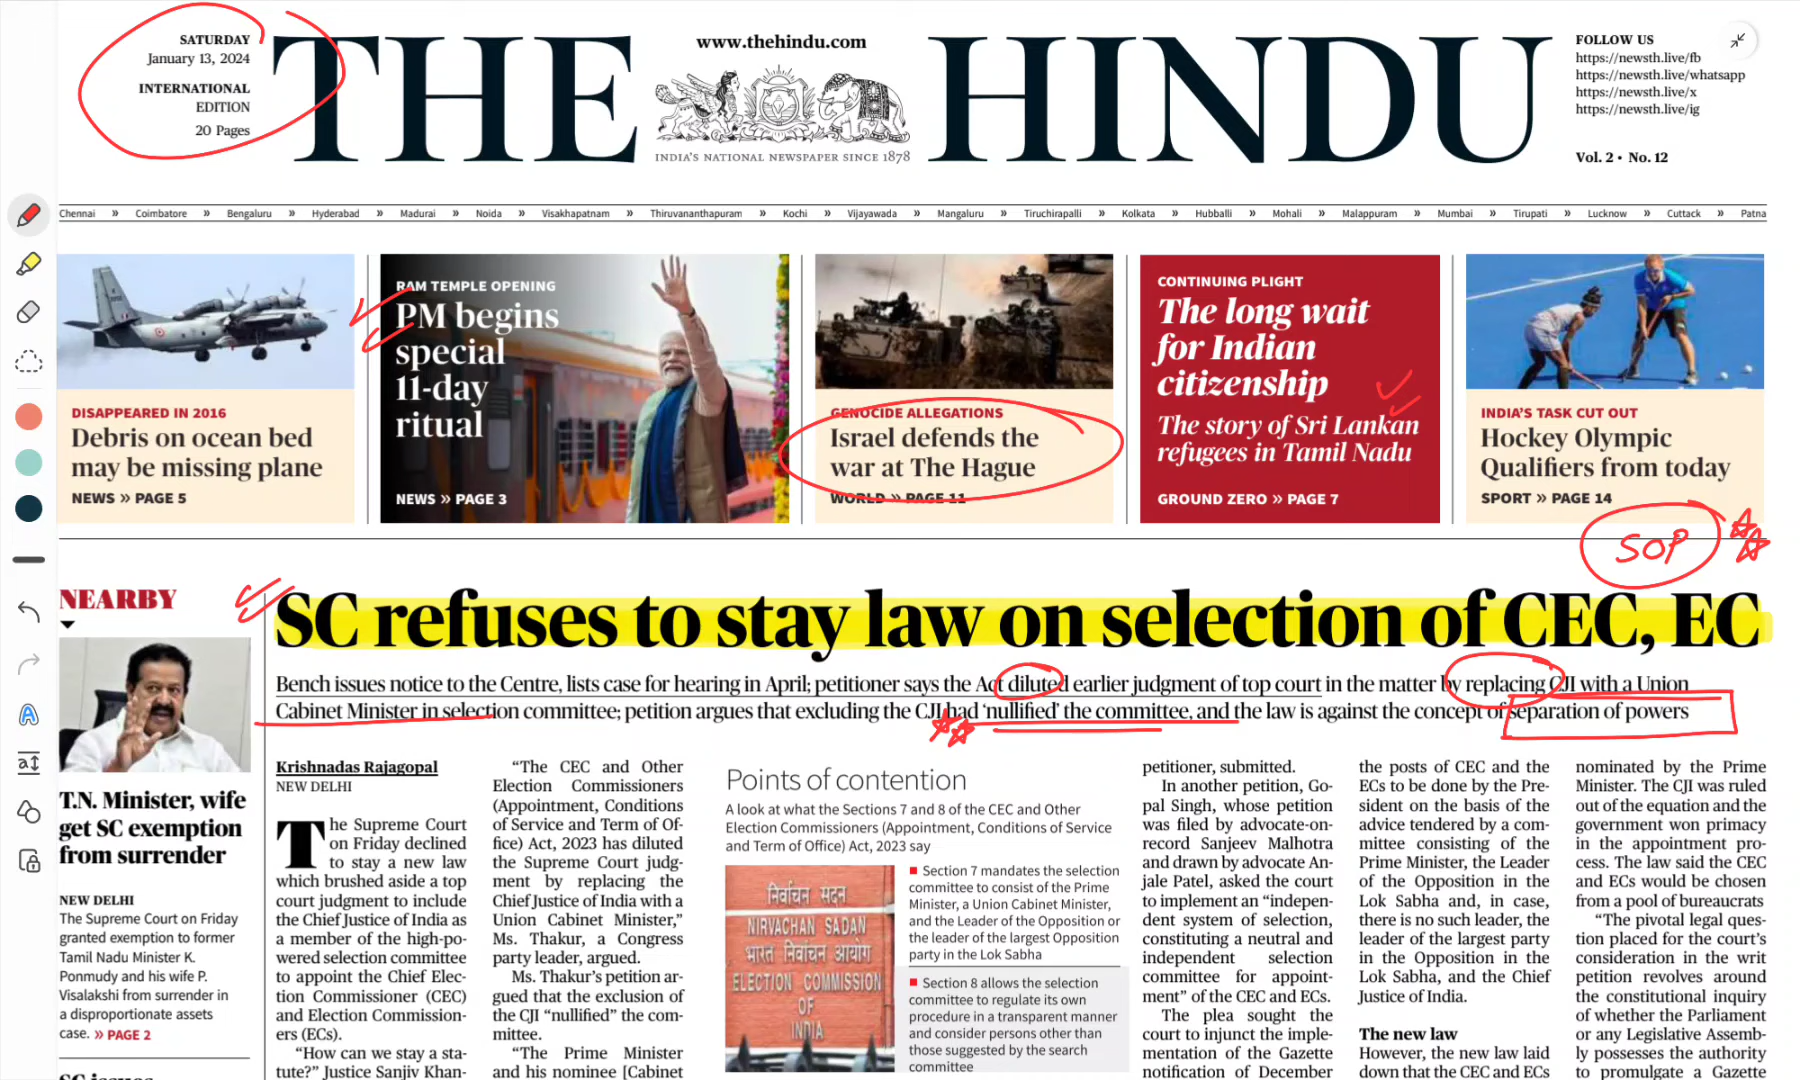 SATURDAY
January 13, 2024
INTERNATIONAL
EDITION
20 Pages
THE HINDU
www.thehindu.com
INDIA'S NATIONAL NEWSPAPER SINCE 1878
FOLLOW US
https://newsth.live/fb
https://newsth.live/whatsapp
https://newsth.live/x
https://newsth.live/ig
Vol. 2 • No. 12
Chennai » Coimbatore » Bengaluru » Hyderabad » Madurai » Noida » Visakhapatnam » Thiruvananthapuram » Kochi » Vijayawada » Mangaluru » Tiruchirapalli » Kolkata » Hubballi » Mohali » Malappuram » Mumbai » Tirupati » Lucknow » Cuttack » Patna
DISAPPEARED IN 2016
Debris on ocean bed
may be missing plane
NEWS » PAGE 5
RAM TEMPLE OPENING
PM begins
special
11-day
ritual
NEWS » PAGE 3
GENOCIDE ALLEGATIONS
Israel defends the
war at The Hague
WORLD » PAGE 11
CONTINUING PLIGHT
The long wait
for Indian
citizenship
The story of Sri Lankan
refugees in Tamil Nadu
GROUND ZERO » PAGE 7
INDIA'S TASK CUT OUT
Hockey Olympic
Qualifiers from today
SPORT » PAGE 14
SOP
NEARBY
T.N. Minister, wife
get SC exemption
from surrender
NEW DELHI
The Supreme Court on Friday
granted exemption to former
Tamil Nadu Minister K.
Ponmudy and his wife P.
Visalakshi from surrender in
a disproportionate assets
case. » PAGE 2
SC issues
SC refuses to stay law on selection of CEC, EC
Bench issues notice to the Centre, lists case for hearing in April; petitioner says the Act diluted earlier judgment of top court in the matter by replacing CJI with a Union
Cabinet Minister in selection committee; petition argues that excluding the CJI had 'nullified' the committee, and the law is against the concept of separation of powers
Krishnadas Rajagopal
NEW DELHI
The Supreme Court
on Friday declined
to stay a new law
which brushed aside a top
court judgment to include
the Chief Justice of India as
a member of the high-po-
wered selection committee
to appoint the Chief Elec-
tion Commissioner (CEC)
and Election Commission-
ers (ECs).
"How can we stay a sta-
tute?" Justice Sanjiv Khan-
"The CEC and Other
Election Commissioners
(Appointment, Conditions
of Service and Term of Of-
fice) Act, 2023 has diluted
the Supreme Court judg-
ment by replacing the
Chief Justice of India with a
Union Cabinet Minister,"
Ms. Thakur, a Congress
party leader, argued.
Ms. Thakur's petition ar-
gued that the exclusion of
the CJI "nullified" the com-
mittee.
"The Prime Minister
and his nominee [Cabinet
Points of contention
A look at what the Sections 7 and 8 of the CEC and Other
Election Commissioners (Appointment, Conditions of Service
and Term of Office) Act, 2023 say
निर्वाचन सदन
NIRVACHAN SADAN
भारत निर्वाचन आयोग
ELECTION COMMISSION
OF
INDIA
Section 7 mandates the selection
committee to consist of the Prime
Minister, a Union Cabinet Minister,
and the Leader of the Opposition or
the leader of the largest Opposition
party in the Lok Sabha
Section 8 allows the selection
committee to regulate its own
procedure in a transparent manner
and consider persons other than
those suggested by the search
committee
petitioner, submitted.
In another petition, Go-
pal Singh, whose petition
was filed by advocate-on-
record Sanjeev Malhotra
and drawn by advocate An-
jale Patel, asked the court
to implement an "indepen-
dent system of selection,
constituting a neutral and
independent selection
committee for appoint-
ment" of the CEC and ECs.
The plea sought the
court to injunct the imple-
mentation of the Gazette
notification of December
the posts of CEC and the
ECs to be done by the Pre-
sident on the basis of the
advice tendered by a com-
mittee consisting of the
Prime Minister, the Leader
of the Opposition in the
Lok Sabha and, in case,
there is no such leader, the
leader of the largest party
in the Opposition in the
Lok Sabha, and the Chief
Justice of India.
The new law
However, the new law laid
down that the CEC and ECs
nominated by the Prime
Minister. The CJI was ruled
out of the equation and the
government won primacy
in the appointment pro-
cess. The law said the CEC
and ECs would be chosen
from a pool of bureaucrats
"The pivotal legal ques-
tion placed for the court's
consideration in the writ
petition revolves around
the constitutional inquiry
of whether the Parliament
or any Legislative Assemb-
ly possesses the authority
to promulgate a Gazette